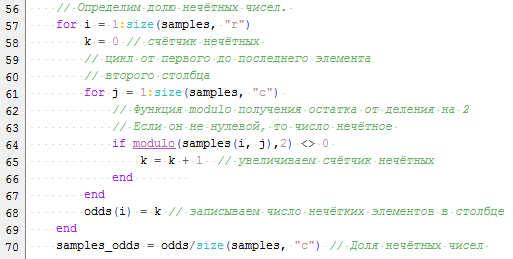 56 // Определим долю нечётных чисел.
57 for i = 1:size(samples, "r")
58 k = 0 // счётчик нечётных
59 // цикл от первого до последнего элемента
60 // второго столбца
61 for j = 1:size(samples, "c")
62 // Функция modulo получения остатка от деления на 2
63 // Если он не нулевой, то число нечётное
64 if modulo(samples(i, j),2) <> 0
65 k = k + 1 // увеличиваем счётчик нечётных
66 end
67 end
68 odds(i) = k // записываем число нечётких элементов в столбце
69 end
70 samples_odds = odds/size(samples, "c") // Доля нечётных чисел